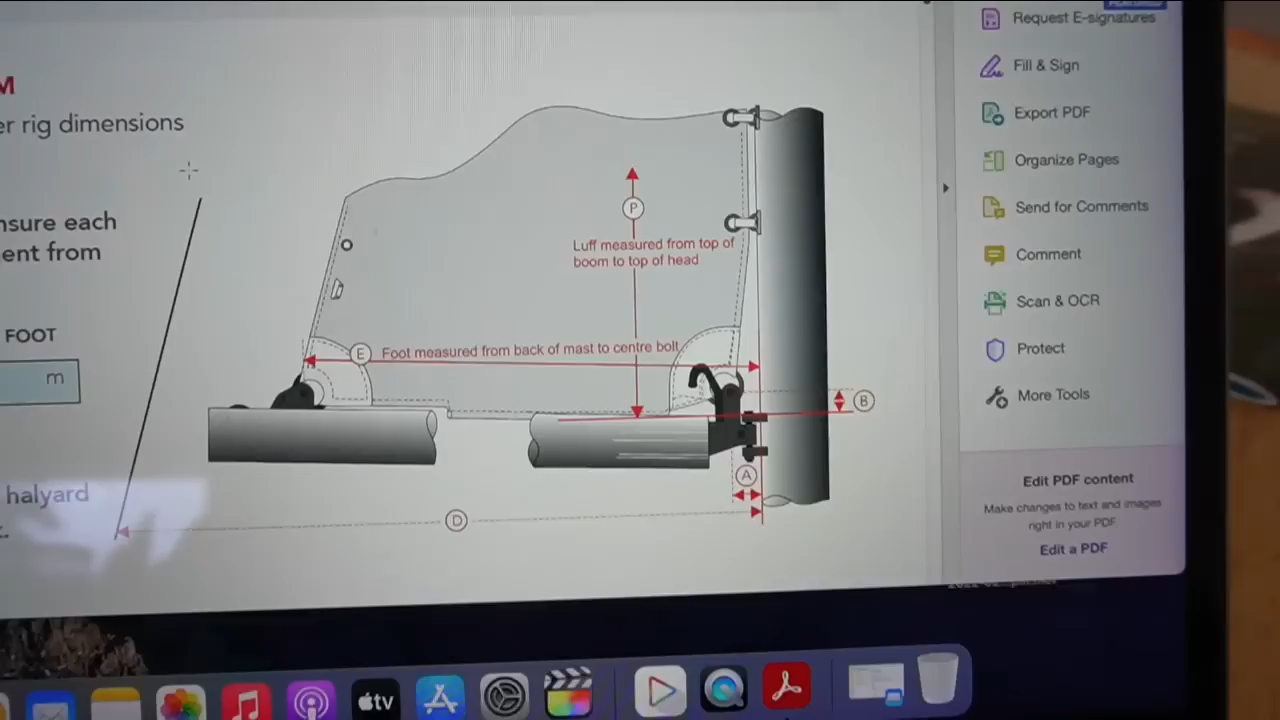 M
er rig dimensions
nsure each
ent from
FOOT
m
halyard
P
Luff measured from top of
boom to top of head
E Foot measured from back of mast to centre bolt
B
A
D
Request E-signatures
Fill & Sign
Export PDF
Organize Pages
Send for Comments
Comment
Scan & OCR
Protect
More Tools
Edit PDF content
Make changes to text and images
right in your PDF
Edit a PDF
tv